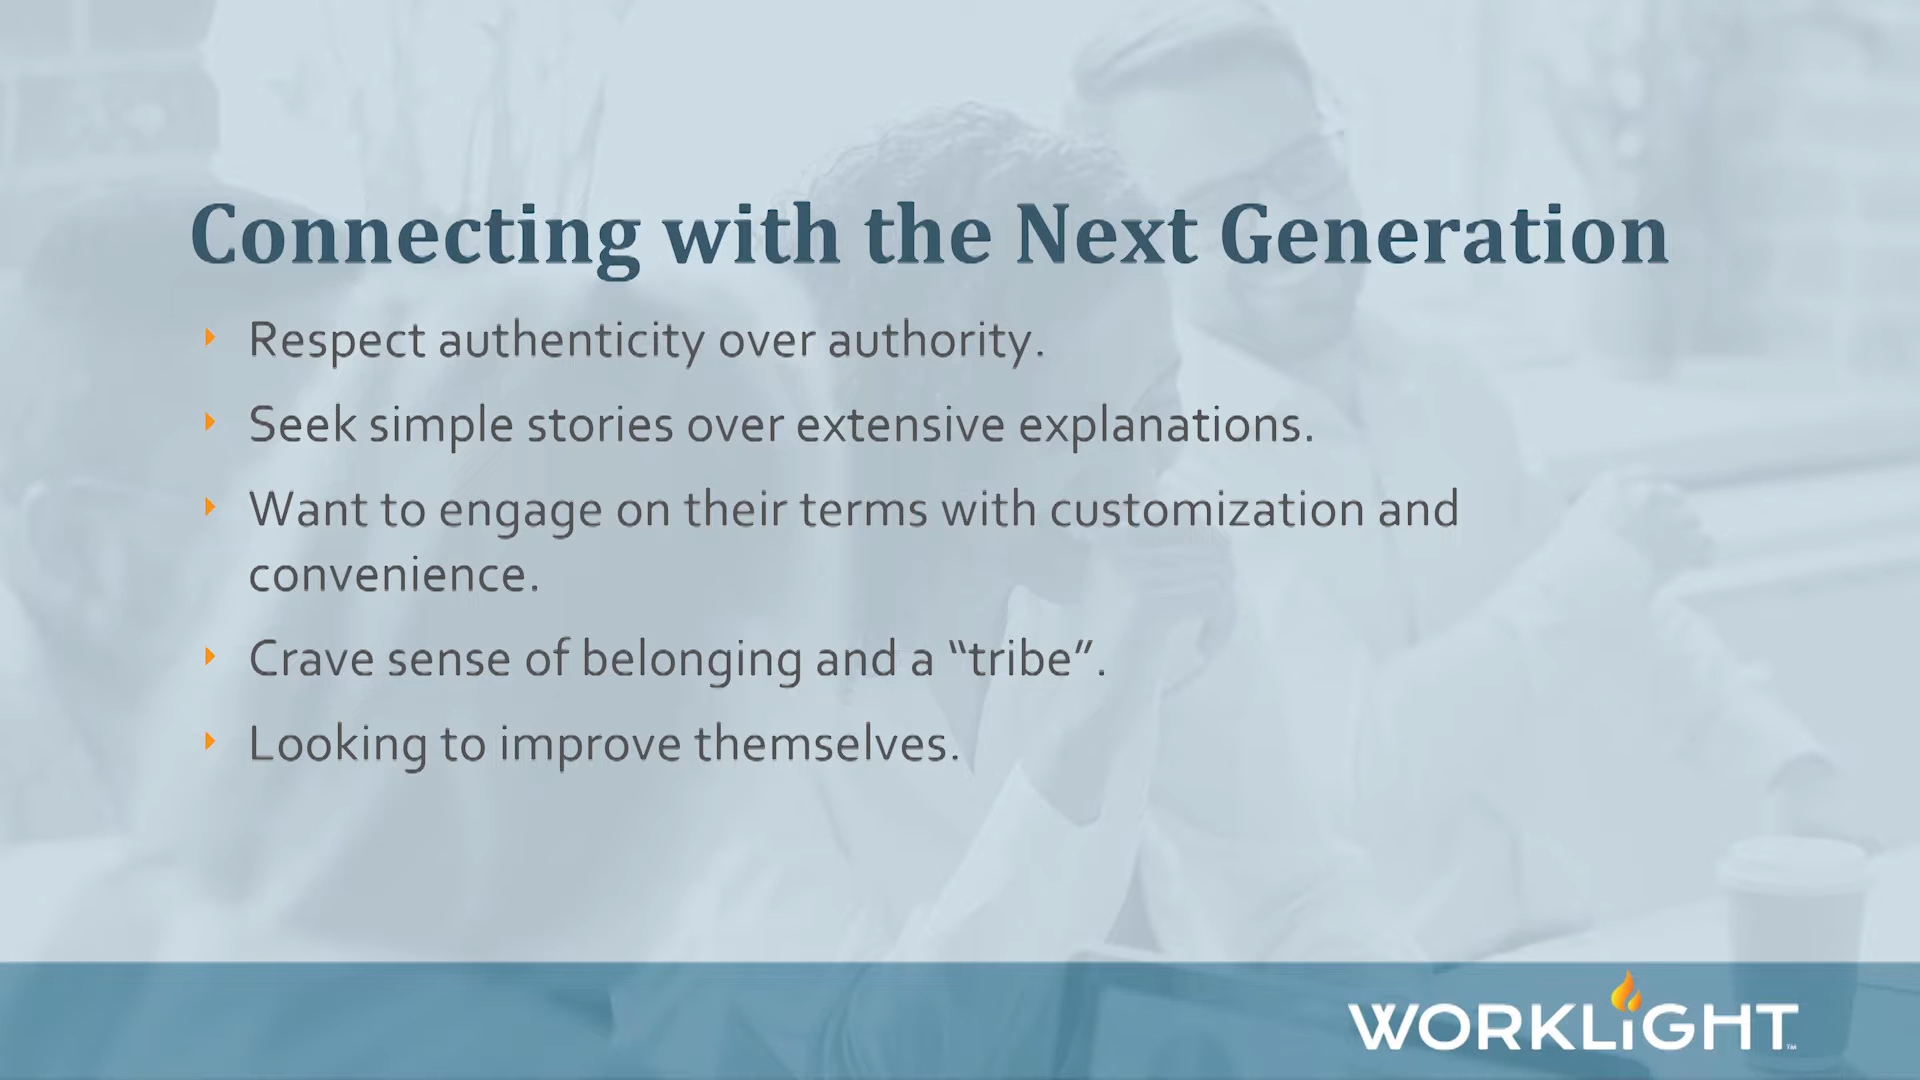 Connecting with the Next Generation
Respect authenticity over authority.
Seek simple stories over extensive explanations.
Want to engage on their terms with customization and
convenience.
Crave sense of belonging and a “tribe”.
Looking to improve themselves.
WORKLiGHT™